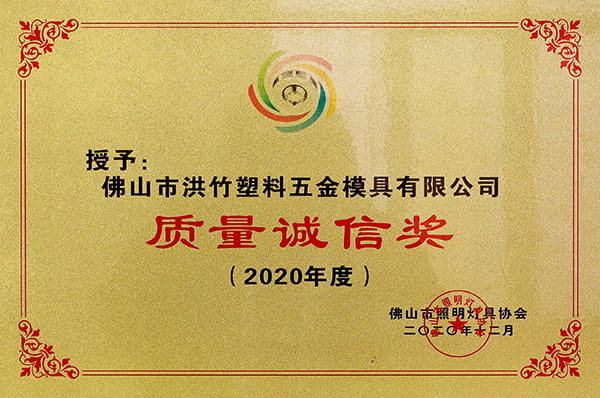 授予：
佛山市洪竹塑料五金模具有限公司
质量诚信奖
（2020年度）
佛山市照明灯具协会
二〇二〇年十二月